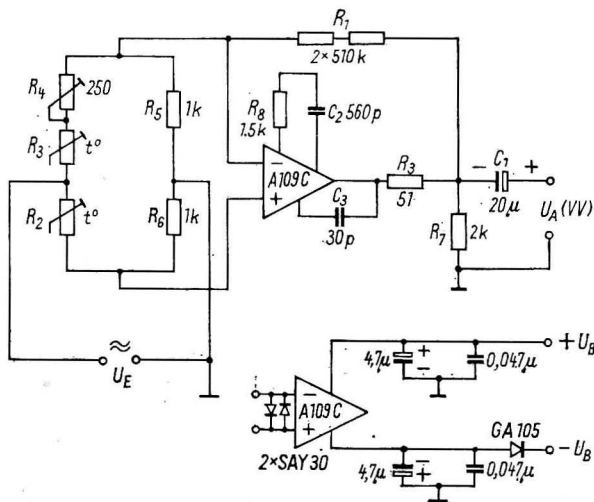 R1
2×510k
R4
250
R5
1k
R8
1.5k
C2 560p
R3
t°
A109C
−
+
R3
51
− C1 +
20µ
UA(VV)
R2
t°
R6
1k
C3
30p
R7
2k
≈
UE
+UB
4,7µ
+
−
0,047µ
−
A109C
+
2×SAY30
GA105
−UB
4,7µ
−
+
0,047µ